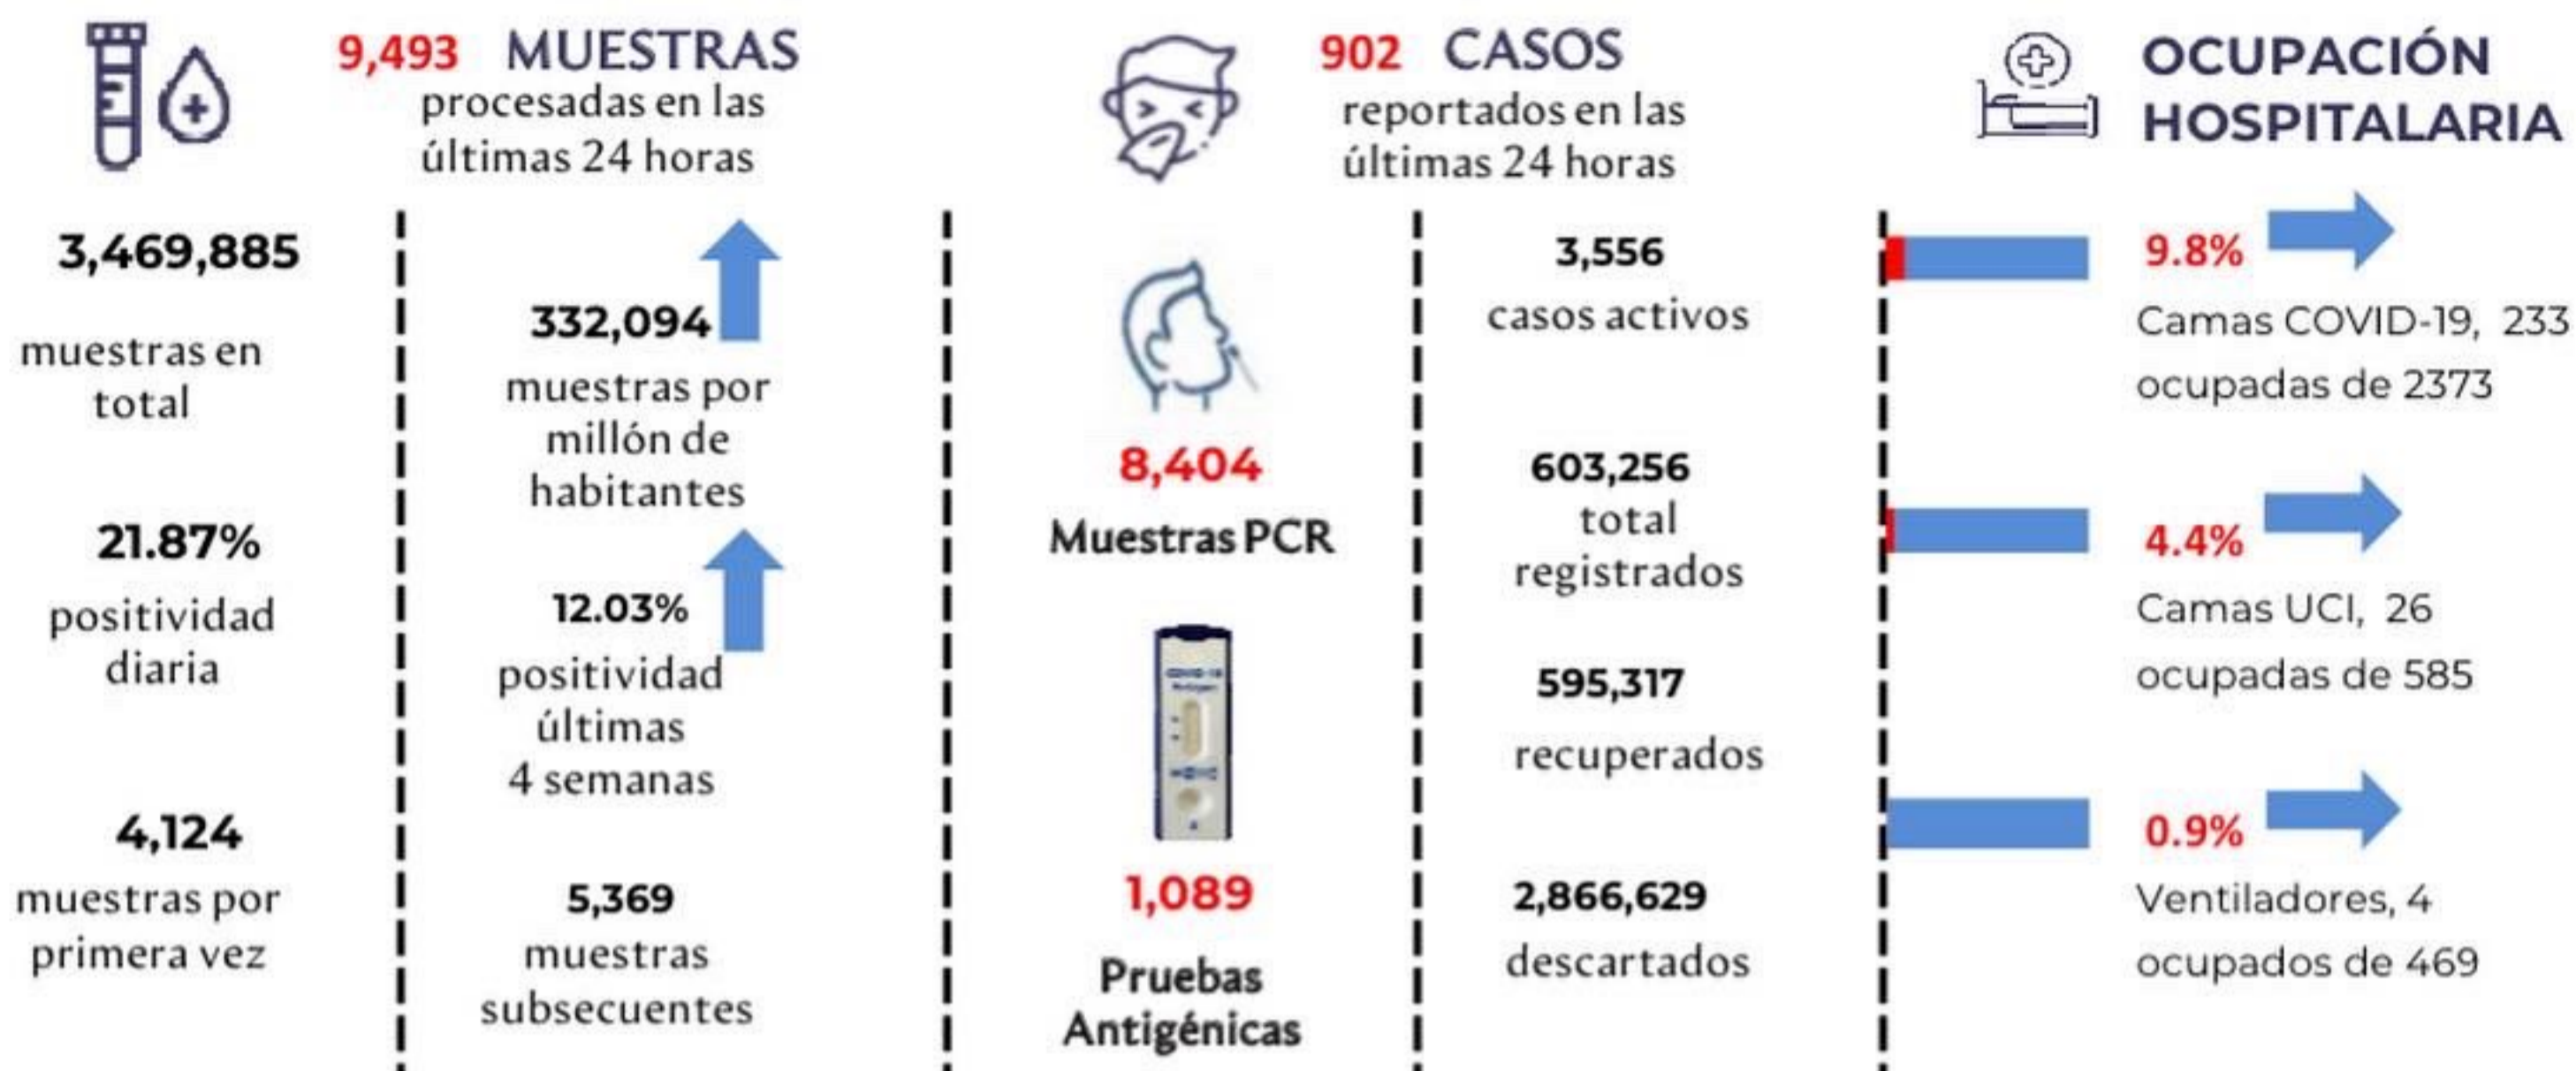 9,493 MUESTRAS
procesadas en las
últimas 24 horas
3,469,885
muestras en
total
21.87%
positividad
diaria
4,124
muestras por
primera vez
332,094
muestras por
millón de
habitantes
12.03%
positividad
últimas
4 semanas
5,369
muestras
subsecuentes
902 CASOS
reportados en las
últimas 24 horas
8,404
Muestras PCR
COVID-19
1,089
Pruebas
Antigénicas
3,556
casos activos
603,256
total
registrados
595,317
recuperados
2,866,629
descartados
OCUPACIÓN
HOSPITALARIA
9.8%
Camas COVID-19, 233
ocupadas de 2373
4.4%
Camas UCI, 26
ocupadas de 585
0.9%
Ventiladores, 4
ocupados de 469